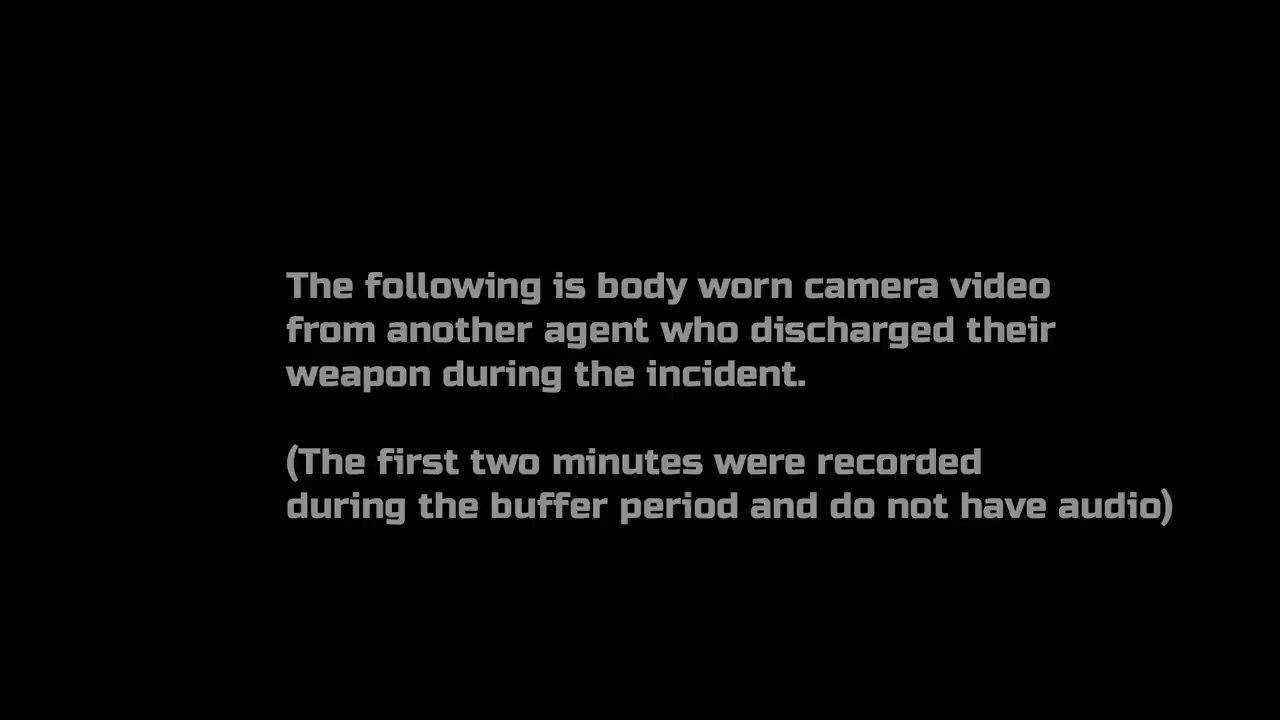 The following is body worn camera video
from another agent who discharged their
weapon during the incident.
(The first two minutes were recorded
during the buffer period and do not have audio)